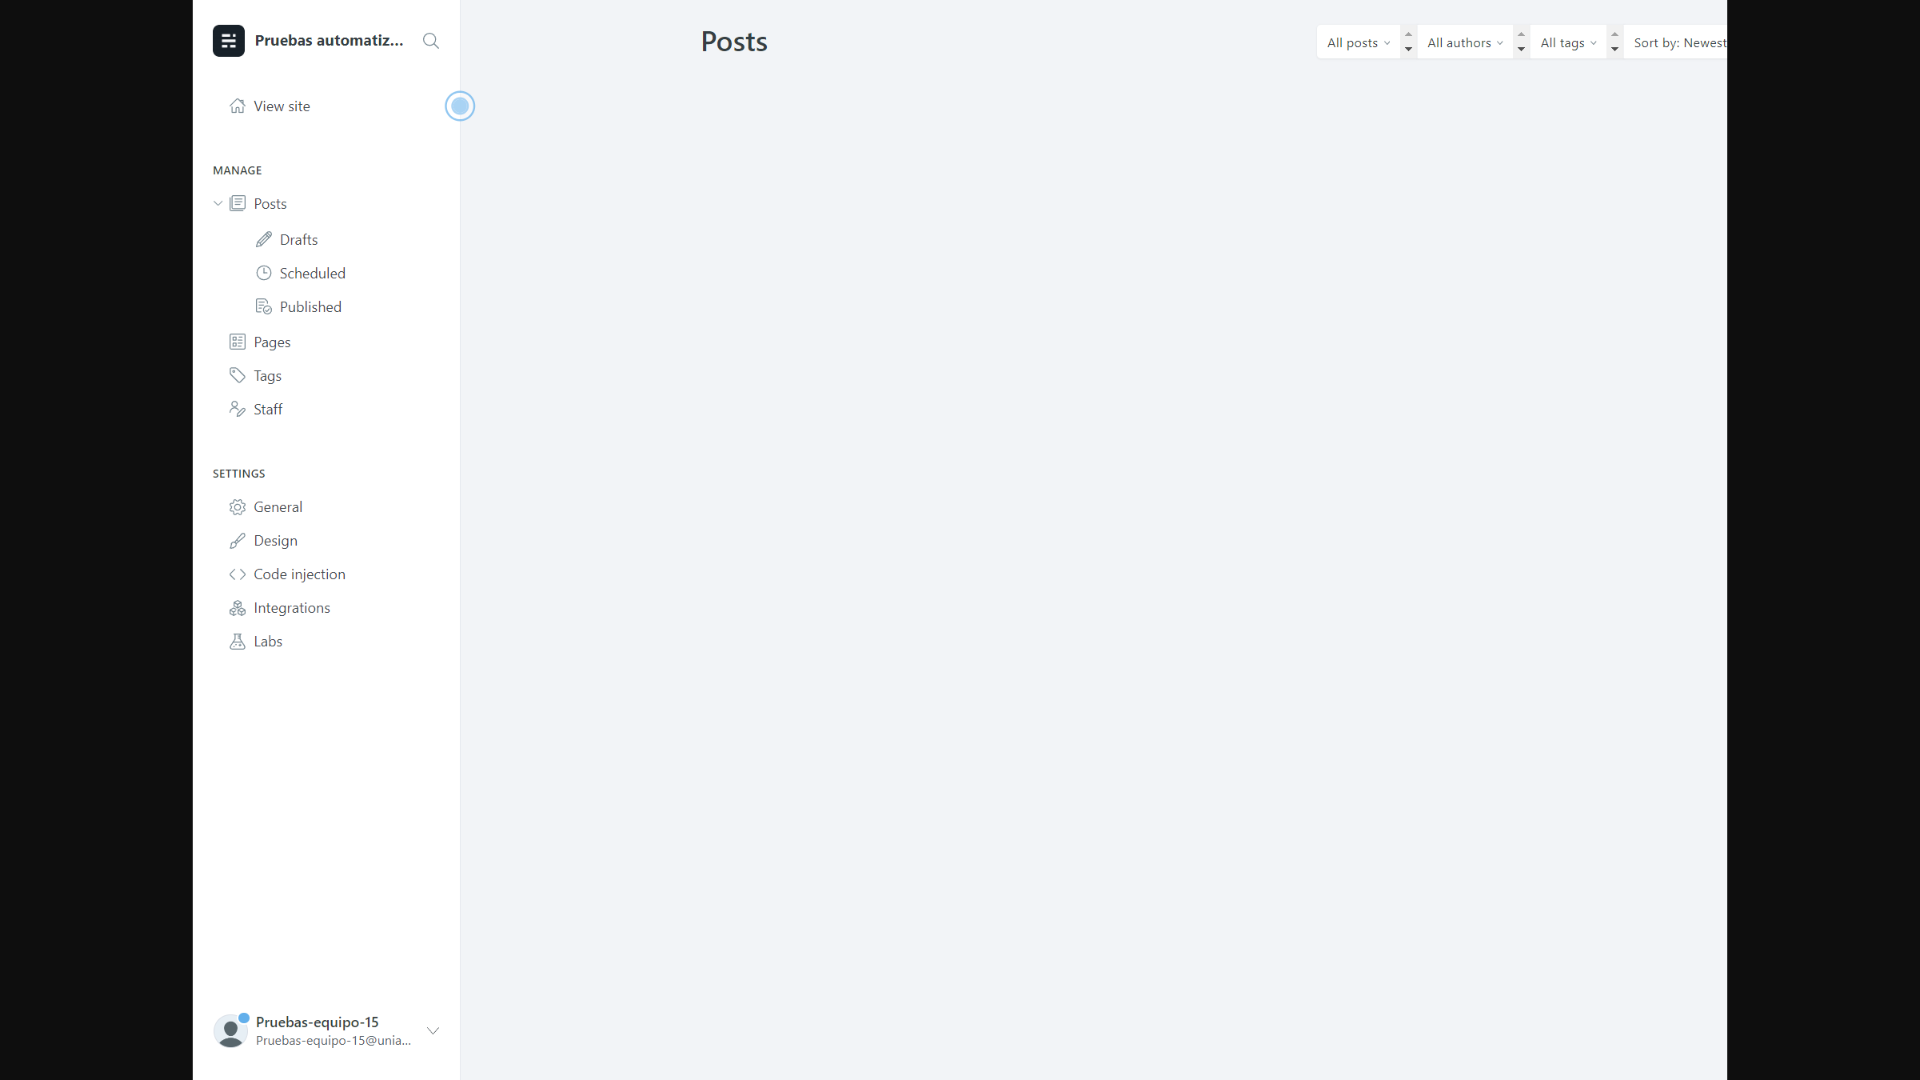 Pruebas automatiz...
View site
MANAGE
Posts
Drafts
Scheduled
Published
Pages
Tags
Staff
SETTINGS
General
Design
Code injection
Integrations
Labs
Pruebas-equipo-15
Pruebas-equipo-15@unia...
Posts
All posts
All authors
All tags
Sort by: Newest